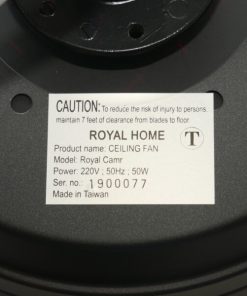 CAUTION: To reduce the risk of injury to persons,
maintain 7 feet of clearance from blades to floor.
ROYAL HOME
T
Product name: CEILING FAN
Model: Royal Camr
Power: 220V ; 50Hz ; 50W
Ser. no.: 1900077
Made in Taiwan